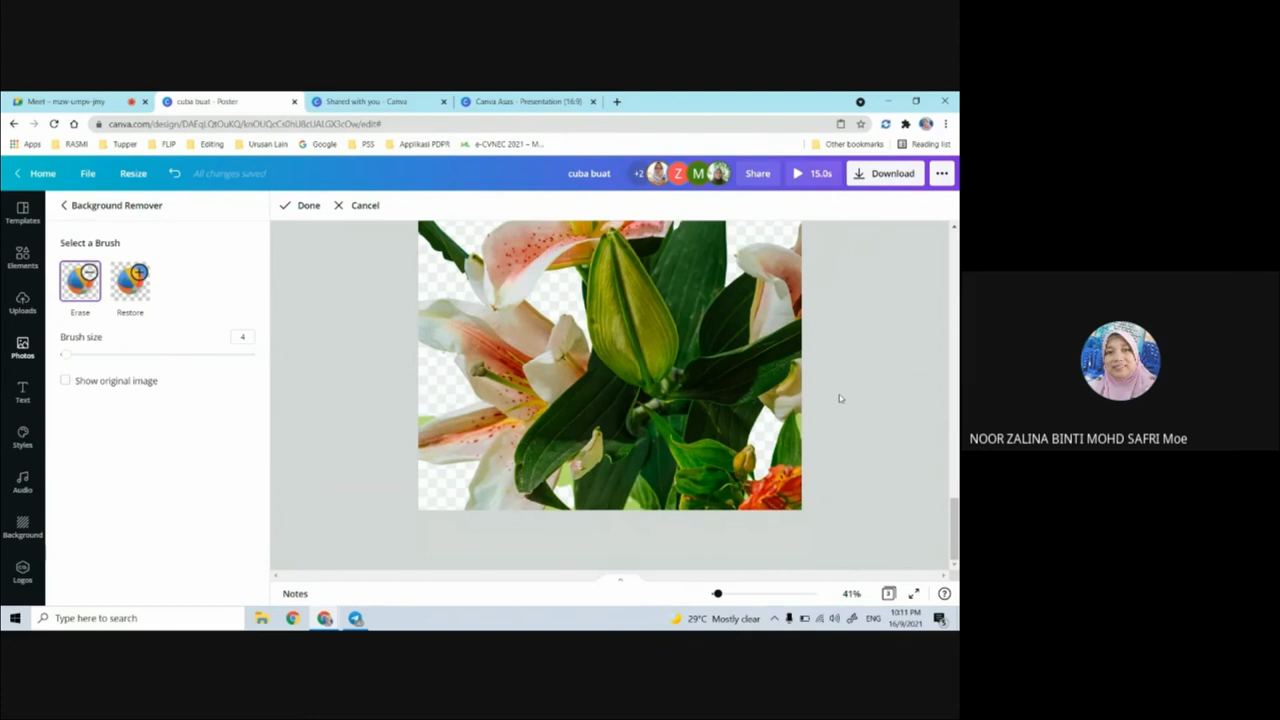 Meet – mzw-umpv-jmy
cuba buat - Poster
Shared with you - Canva
Canva Asas - Presentation (16:9)
Apps
RASMI
Tupper
FLIP
Editing
Urusan Lain
Google
PSS
Applikasi PDPR
e-CVNEC 2021 – M...
Other bookmarks
Reading list
Home
File
Resize
All changes saved
cuba buat
+2
Z
M
Share
15.0s
Download
Background Remover
Done
Cancel
Templates
Elements
Uploads
Photos
Text
Styles
Audio
Background
Logos
Select a Brush
Erase
Restore
Brush size
4
Show original image
NOOR ZALINA BINTI MOHD SAFRI Moe
Notes
41%
3
Type here to search
29°C Mostly clear
ENG
10:11 PM
16/9/2021